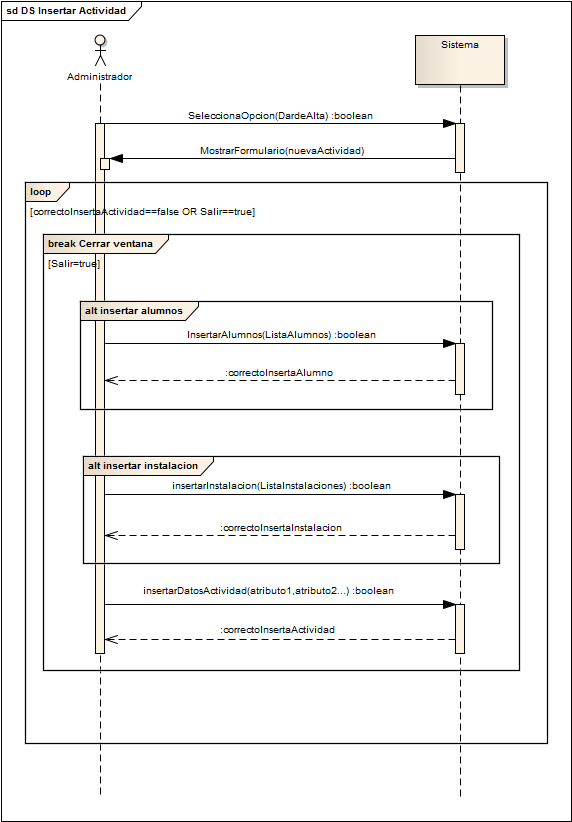 sd DS Insertar Actividad
Administrador
Sistema
SeleccionaOpcion(DardeAlta) :boolean
MostrarFormulario(nuevaActividad)
loop
[correctoInsertaActividad==false OR Salir==true]
break Cerrar ventana
[Salir=true]
alt insertar alumnos
InsertarAlumnos(ListaAlumnos) :boolean
:correctoInsertaAlumno
alt insertar instalacion
insertarInstalacion(ListaInstalaciones) :boolean
:correctoInsertaInstalacion
insertarDatosActividad(atributo1,atributo2...) :boolean
:correctoInsertaActividad